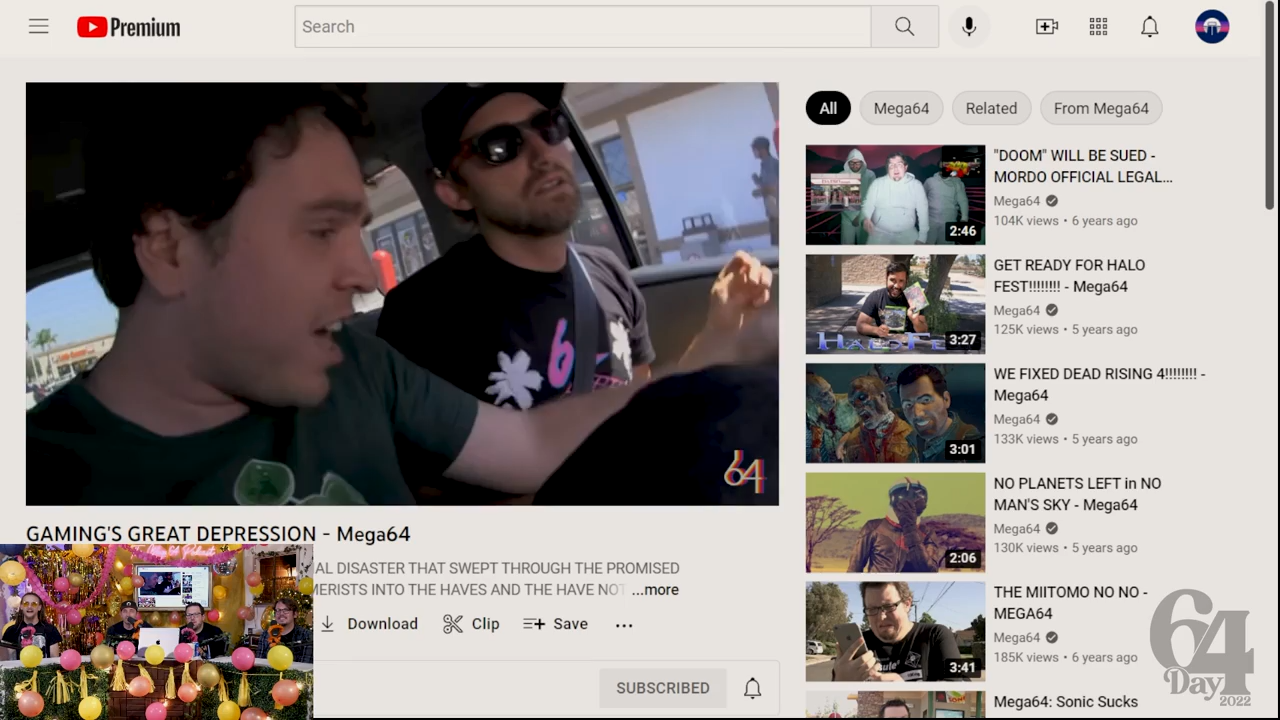 Premium
Search
All
Mega64
Related
From Mega64
"DOOM" WILL BE SUED -
MORDO OFFICIAL LEGAL...
Mega64
104K views • 6 years ago
2:46
GET READY FOR HALO
FEST!!!!!!!! - Mega64
Mega64
125K views • 5 years ago
3:27
WE FIXED DEAD RISING 4!!!!!!!! -
Mega64
Mega64
133K views • 5 years ago
3:01
NO PLANETS LEFT in NO
MAN'S SKY - Mega64
Mega64
130K views • 5 years ago
2:06
THE MIITOMO NO NO -
MEGA64
Mega64
185K views • 6 years ago
3:41
Mega64: Sonic Sucks
64
GAMING'S GREAT DEPRESSION - Mega64
AL DISASTER THAT SWEPT THROUGH THE PROMISED
MERISTS INTO THE HAVES AND THE HAVE NOT ...more
Download
Clip
Save
SUBSCRIBED
64
Day
2022